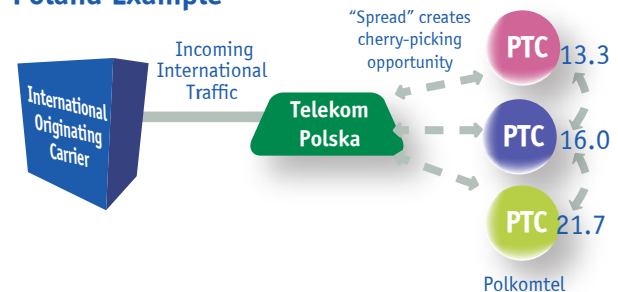 Poland Example
"Spread" creates
cherry-picking
opportunity
Incoming
International
Traffic
International
Originating
Carrier
Telekom
Polska
PTC 13.3
PTC 16.0
PTC 21.7
Polkomtel